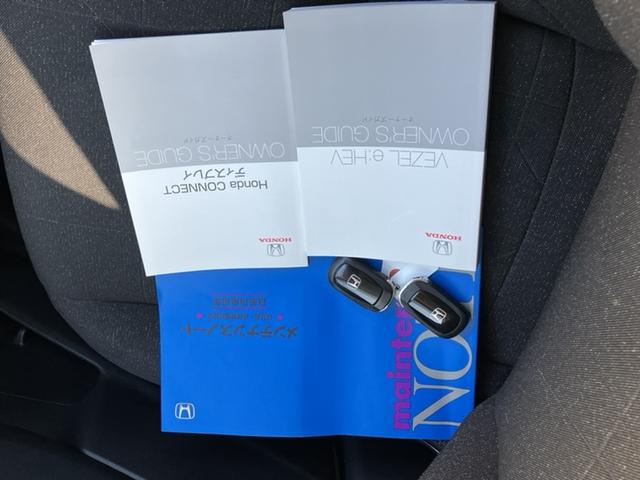 Honda CONNECT
ディスプレイ
OWNER'S GUIDE
オーナーズガイド
HONDA
VEZEL e:HEV
OWNER'S GUIDE
オーナーズガイド
HONDA
メンテナンスノート